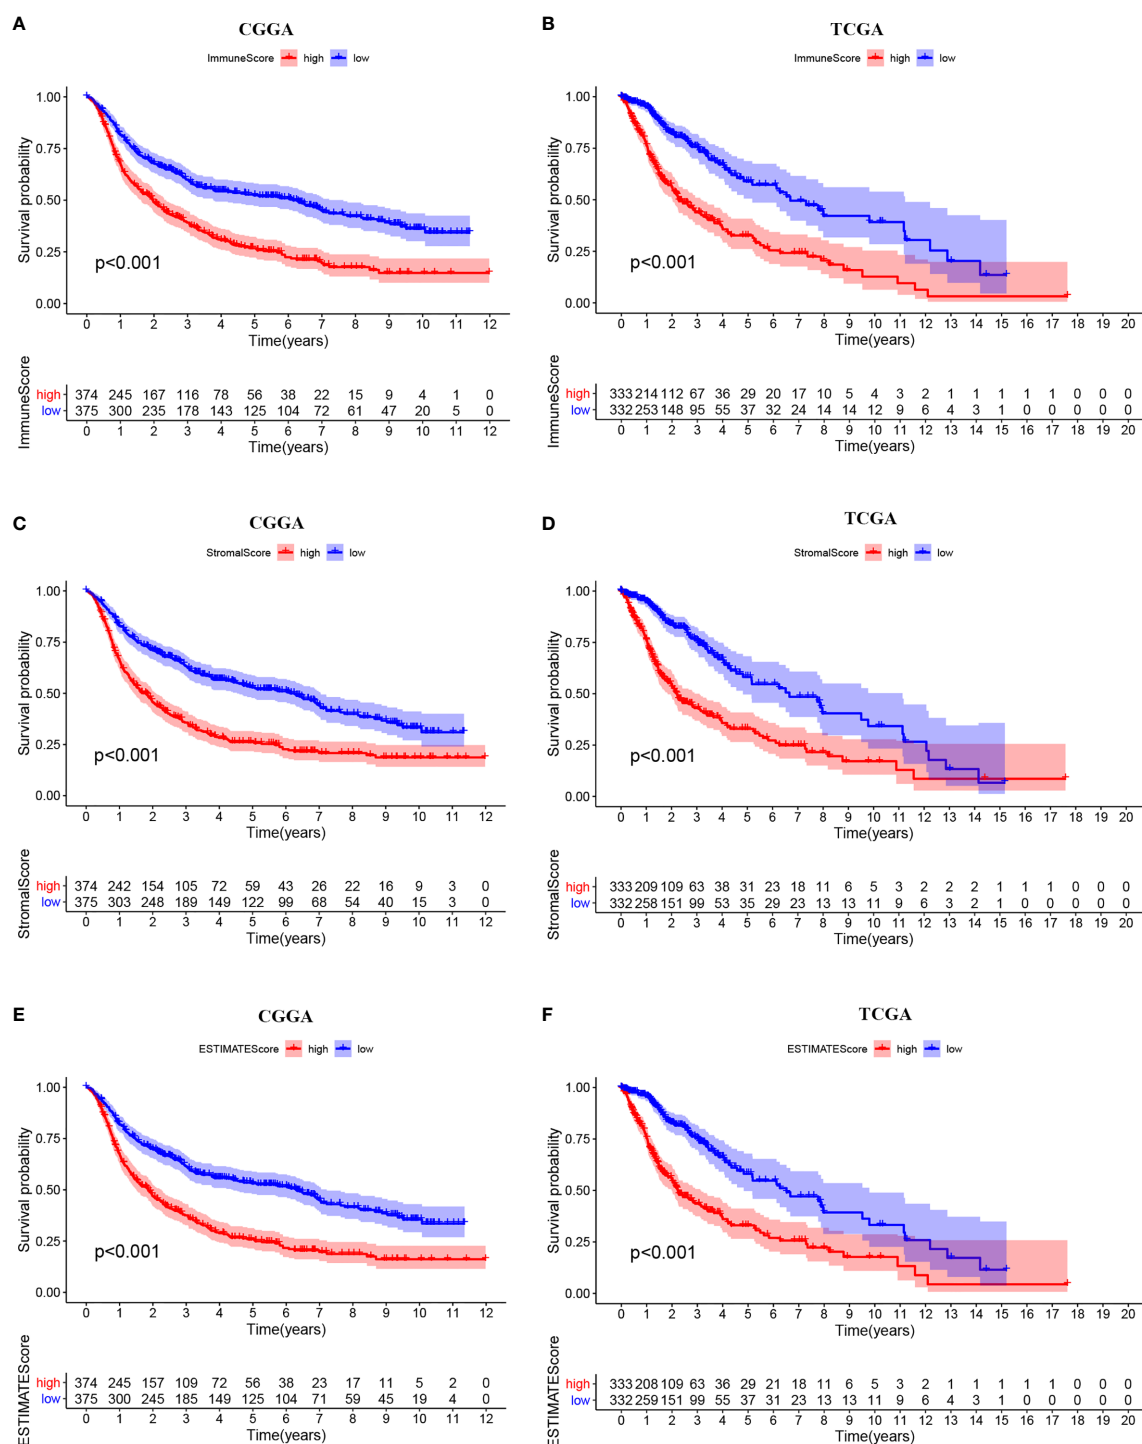 A
CGGA
ImmuneScore high low
1.00
0.75
0.50
0.25
0.00
Survival probability
p<0.001
0 1 2 3 4 5 6 7 8 9 10 11 12
Time(years)
ImmuneScore
high 374 245 167 116 78 56 38 22 15 9 4 1 0
low 375 300 235 178 143 125 104 72 61 47 20 5 0
0 1 2 3 4 5 6 7 8 9 10 11 12
Time(years)
B
TCGA
ImmuneScore high low
1.00
0.75
0.50
0.25
0.00
Survival probability
p<0.001
0 1 2 3 4 5 6 7 8 9 10 11 12 13 14 15 16 17 18 19 20
Time(years)
ImmuneScore
high 333 214 112 67 36 29 20 17 10 5 4 3 2 1 1 1 1 1 0 0 0
low 332 253 148 95 55 37 32 24 14 14 12 9 6 4 3 1 0 0 0 0 0
0 1 2 3 4 5 6 7 8 9 10 11 12 13 14 15 16 17 18 19 20
Time(years)
C
CGGA
StromalScore high low
1.00
0.75
0.50
0.25
0.00
Survival probability
p<0.001
0 1 2 3 4 5 6 7 8 9 10 11 12
Time(years)
StromalScore
high 374 242 154 105 72 59 43 26 22 16 9 3 0
low 375 303 248 189 149 122 99 68 54 40 15 3 0
0 1 2 3 4 5 6 7 8 9 10 11 12
Time(years)
D
TCGA
StromalScore high low
1.00
0.75
0.50
0.25
0.00
Survival probability
p<0.001
0 1 2 3 4 5 6 7 8 9 10 11 12 13 14 15 16 17 18 19 20
Time(years)
StromalScore
high 333 209 109 63 38 31 23 18 11 6 5 3 2 2 2 1 1 1 0 0 0
low 332 258 151 99 53 35 29 23 13 13 11 9 6 3 2 1 0 0 0 0 0
0 1 2 3 4 5 6 7 8 9 10 11 12 13 14 15 16 17 18 19 20
Time(years)
E
CGGA
ESTIMATEScore high low
1.00
0.75
0.50
0.25
0.00
Survival probability
p<0.001
0 1 2 3 4 5 6 7 8 9 10 11 12
Time(years)
ESTIMATEScore
high 374 245 157 109 72 56 38 23 17 11 5 2 0
low 375 300 245 185 149 125 104 71 59 45 19 4 0
0 1 2 3 4 5 6 7 8 9 10 11 12
Time(years)
F
TCGA
ESTIMATEScore high low
1.00
0.75
0.50
0.25
0.00
Survival probability
p<0.001
0 1 2 3 4 5 6 7 8 9 10 11 12 13 14 15 16 17 18 19 20
Time(years)
ESTIMATEScore
high 333 208 109 63 36 29 21 18 11 6 5 3 2 1 1 1 1 1 0 0 0
low 332 259 151 99 55 37 31 23 13 13 11 9 6 4 3 1 0 0 0 0 0
0 1 2 3 4 5 6 7 8 9 10 11 12 13 14 15 16 17 18 19 20
Time(years)